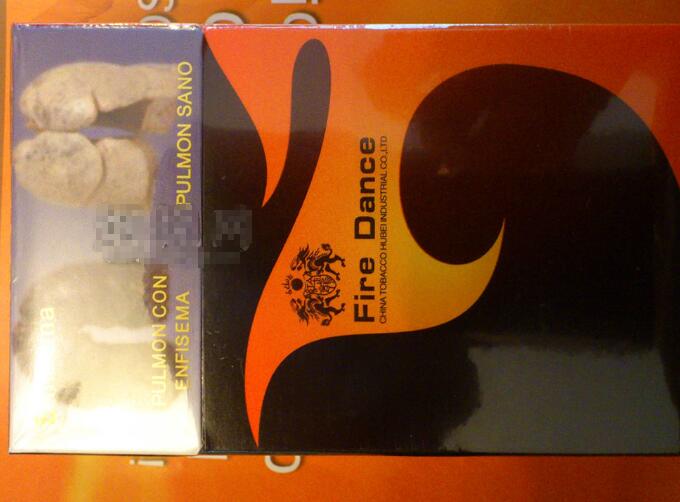 PULMON SANO
PULMON CON
ENFISEMA
Fire Dance
CHINA TOBACCO HUBEI INDUSTRIAL CO.,LTD